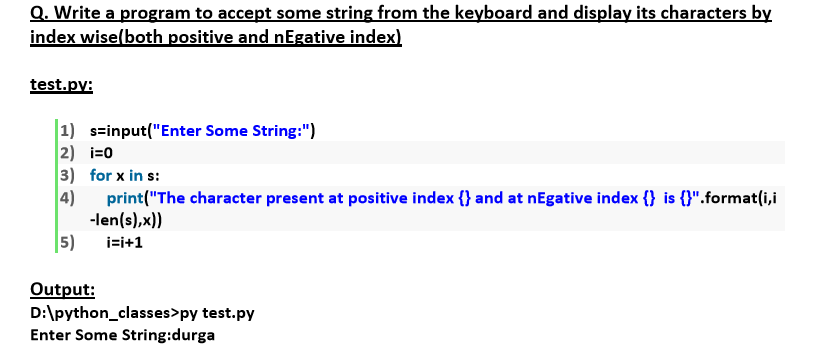 Q. Write a program to accept some string from the keyboard and display its characters by
index wise(both positive and nEgative index)
test.py:
1) s=input("Enter Some String:")
2) i=0
3) for x in s:
4) print("The character present at positive index {} and at nEgative index {} is {}".format(i,i
-len(s),x))
5) i=i+1
Output:
D:\python_classes>py test.py
Enter Some String:durga